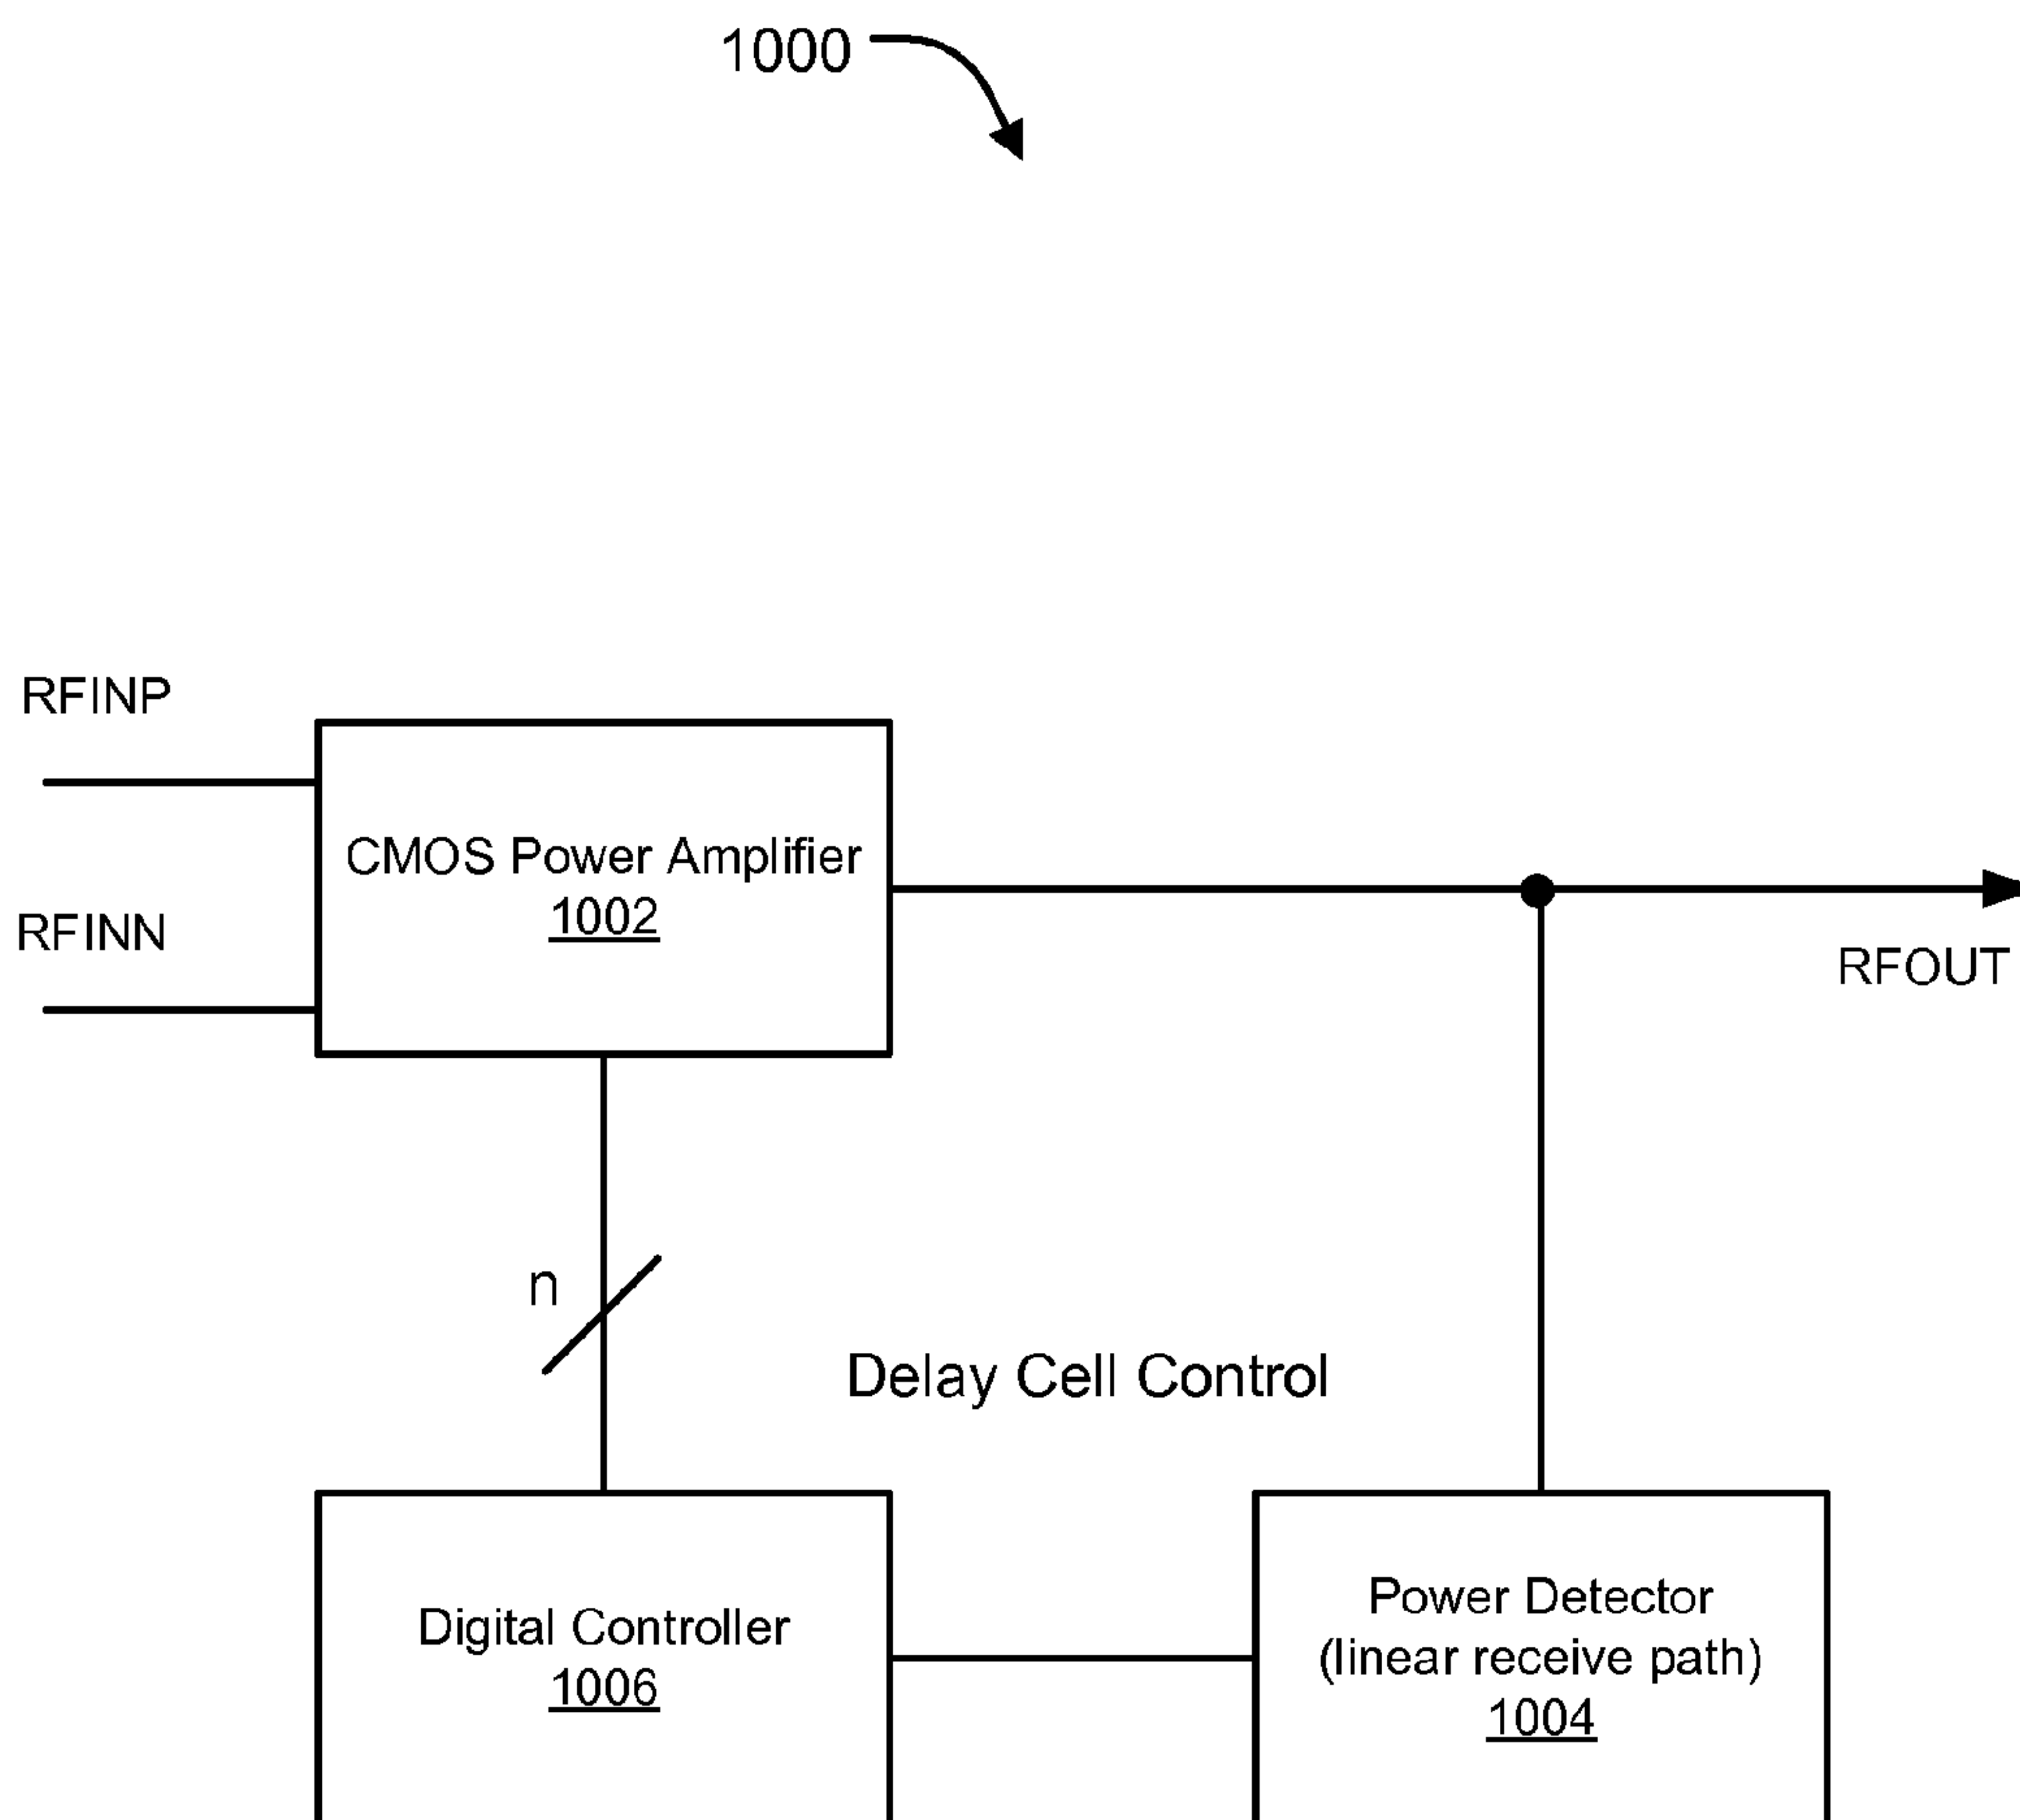 1000
RFINP
CMOS Power Amplifier
1002
RFINN
RFOUT
n
Delay Cell Control
Digital Controller
1006
Power Detector
(linear receive path)
1004